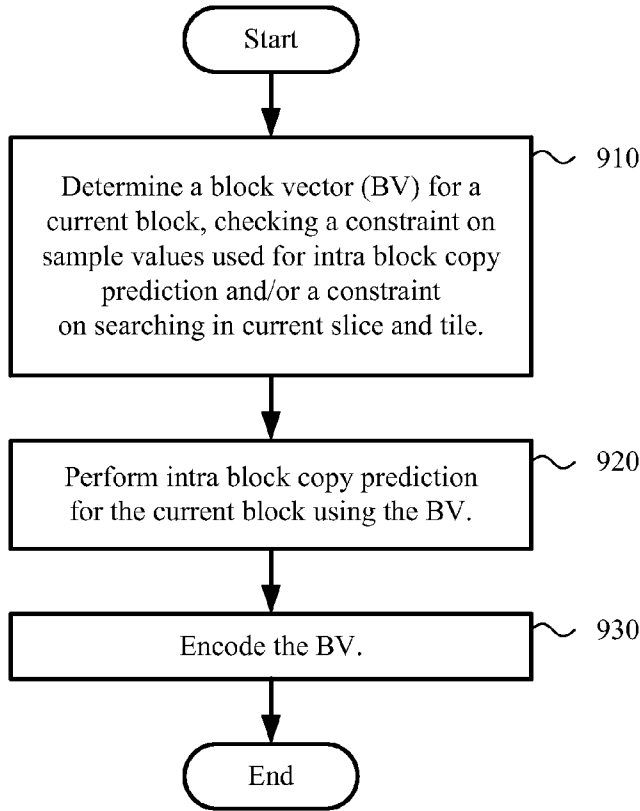 Start
910
Determine a block vector (BV) for a
current block, checking a constraint on
sample values used for intra block copy
prediction and/or a constraint
on searching in current slice and tile.
920
Perform intra block copy prediction
for the current block using the BV.
930
Encode the BV.
End